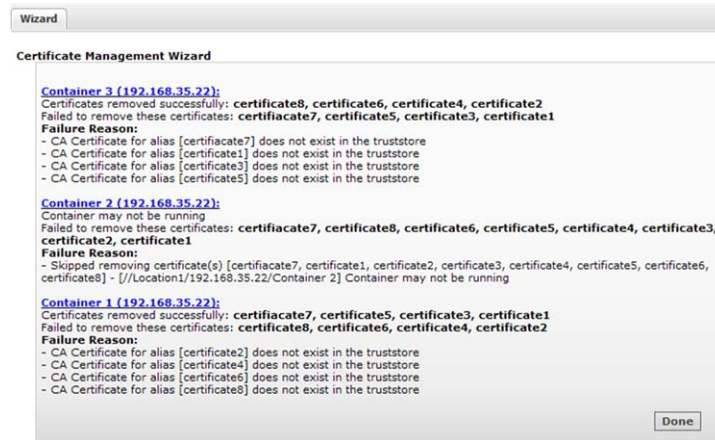 Wizard
Certificate Management Wizard
Container 3 (192.168.35.22):
Certificates removed successfully: certificate8, certificate6, certificate4, certificate2
Failed to remove these certificates: certifiacate7, certificate5, certificate3, certificate1
Failure Reason:
- CA Certificate for alias [certifiacate7] does not exist in the truststore
- CA Certificate for alias [certificate1] does not exist in the truststore
- CA Certificate for alias [certificate3] does not exist in the truststore
- CA Certificate for alias [certificate5] does not exist in the truststore
Container 2 (192.168.35.22):
Container may not be running
Failed to remove these certificates: certifiacate7, certificate8, certificate6, certificate5, certificate4, certificate3,
certificate2, certificate1
Failure Reason:
- Skipped removing certificate(s) [certifiacate7, certificate1, certificate2, certificate3, certificate4, certificate5, certificate6,
certificate8] - [//Location1/192.168.35.22/Container 2] Container may not be running
Container 1 (192.168.35.22):
Certificates removed successfully: certifiacate7, certificate5, certificate3, certificate1
Failed to remove these certificates: certificate8, certificate6, certificate4, certificate2
Failure Reason:
- CA Certificate for alias [certificate2] does not exist in the truststore
- CA Certificate for alias [certificate4] does not exist in the truststore
- CA Certificate for alias [certificate6] does not exist in the truststore
- CA Certificate for alias [certificate8] does not exist in the truststore
Done